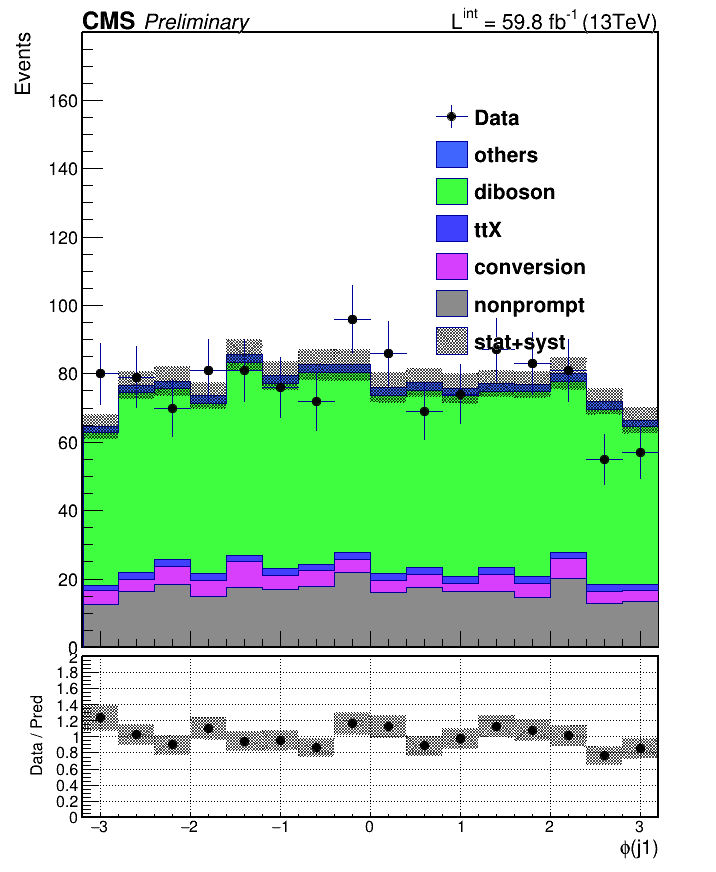 CMS Preliminary L^int = 59.8 fb^-1 (13TeV)
Events
160
140
120
100
80
60
40
20
0
Data
others
diboson
ttX
conversion
nonprompt
stat+syst
Data / Pred
2
1.8
1.6
1.4
1.2
1
0.8
0.6
0.4
0.2
0
−3 −2 −1 0 1 2 3
ϕ(j1)